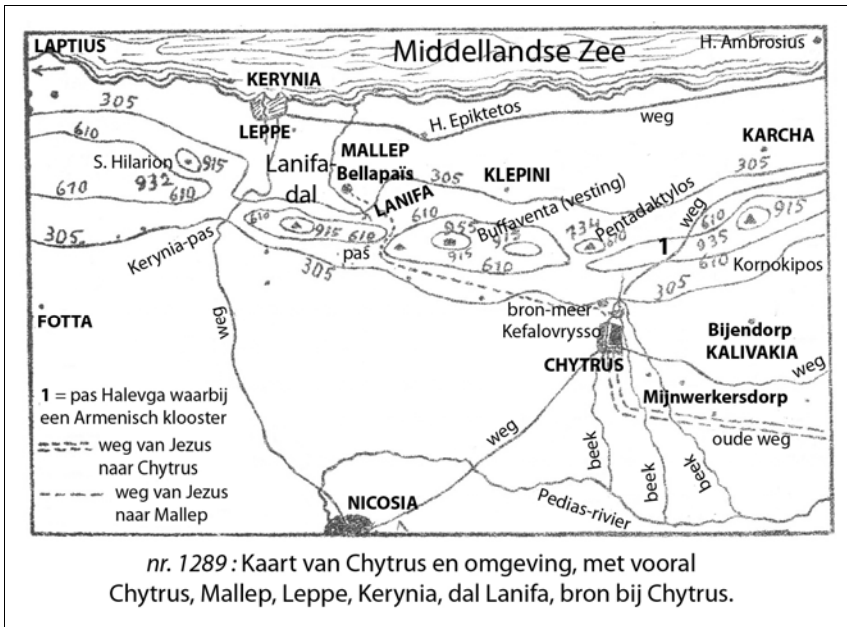 Middellandse Zee
H. Ambrosius
LAPTIUS
KERYNIA
305
H. Epiktetos
weg
610
LEPPE
KARCHA
S. Hilarion
915
932
Lanifa-
dal
MALLEP
Bellapaïs
305
KLEPINI
305
610
610
LANIFA
610
Buffaventa (vesting)
Pentadaktylos
weg
610
915
305
Kerynia-pas
610
915
pas
915
955
915
734
610
1
935
610
610
Kornokipos
305
305
FOTTA
weg
bron-meer
Kefalovrysso
Bijendorp
KALIVAKIA
CHYTRUS
weg
1 = pas Halevga waarbij
een Armenisch klooster
Mijnwerkersdorp
weg van Jezus
naar Chytrus
weg
oude weg
weg van Jezus
naar Mallep
beek
beek
beek
NICOSIA
Pedias-rivier
nr. 1289 : Kaart van Chytrus en omgeving, met vooral
Chytrus, Mallep, Leppe, Kerynia, dal Lanifa, bron bij Chytrus.